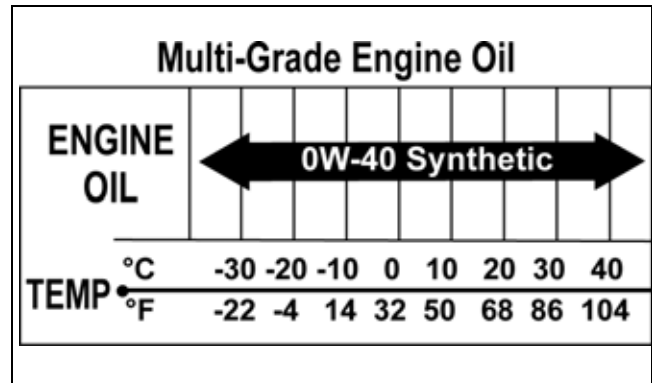 Multi-Grade Engine Oil
ENGINE
OIL
0W-40 Synthetic
°C -30 -20 -10 0 10 20 30 40
TEMP
°F -22 -4 14 32 50 68 86 104